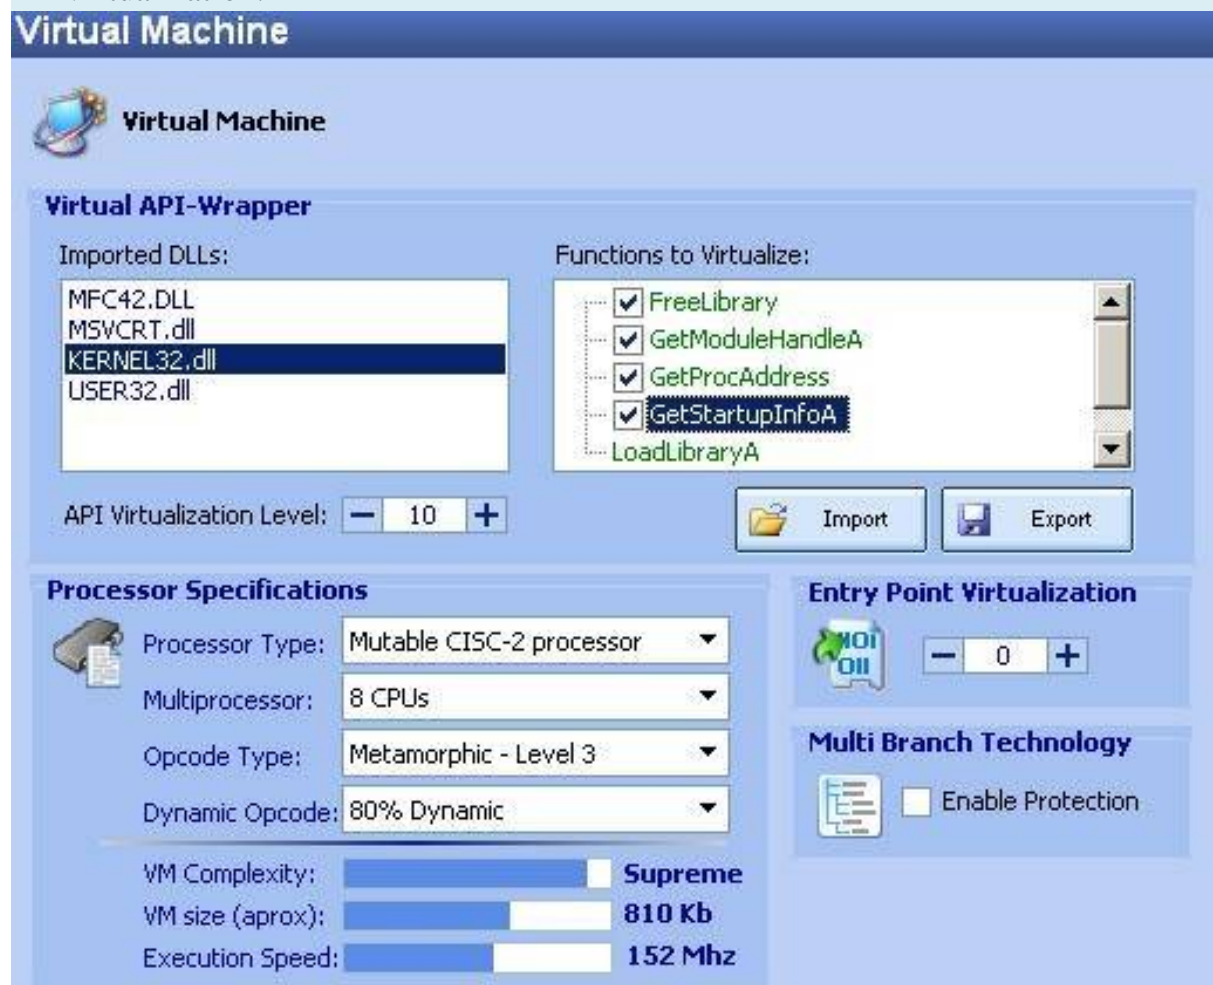 Virtual Machine
Virtual Machine
Virtual API-Wrapper
Imported DLLs:
MFC42.DLL
MSVCRT.dll
KERNEL32.dll
USER32.dll
Functions to Virtualize:
FreeLibrary
GetModuleHandleA
GetProcAddress
GetStartupInfoA
LoadLibraryA
API Virtualization Level: 10
Import
Export
Processor Specifications
Processor Type: Mutable CISC-2 processor
Multiprocessor: 8 CPUs
Opcode Type: Metamorphic - Level 3
Dynamic Opcode: 80% Dynamic
VM Complexity: Supreme
VM size (aprox): 810 Kb
Execution Speed: 152 Mhz
Entry Point Virtualization
0
Multi Branch Technology
Enable Protection